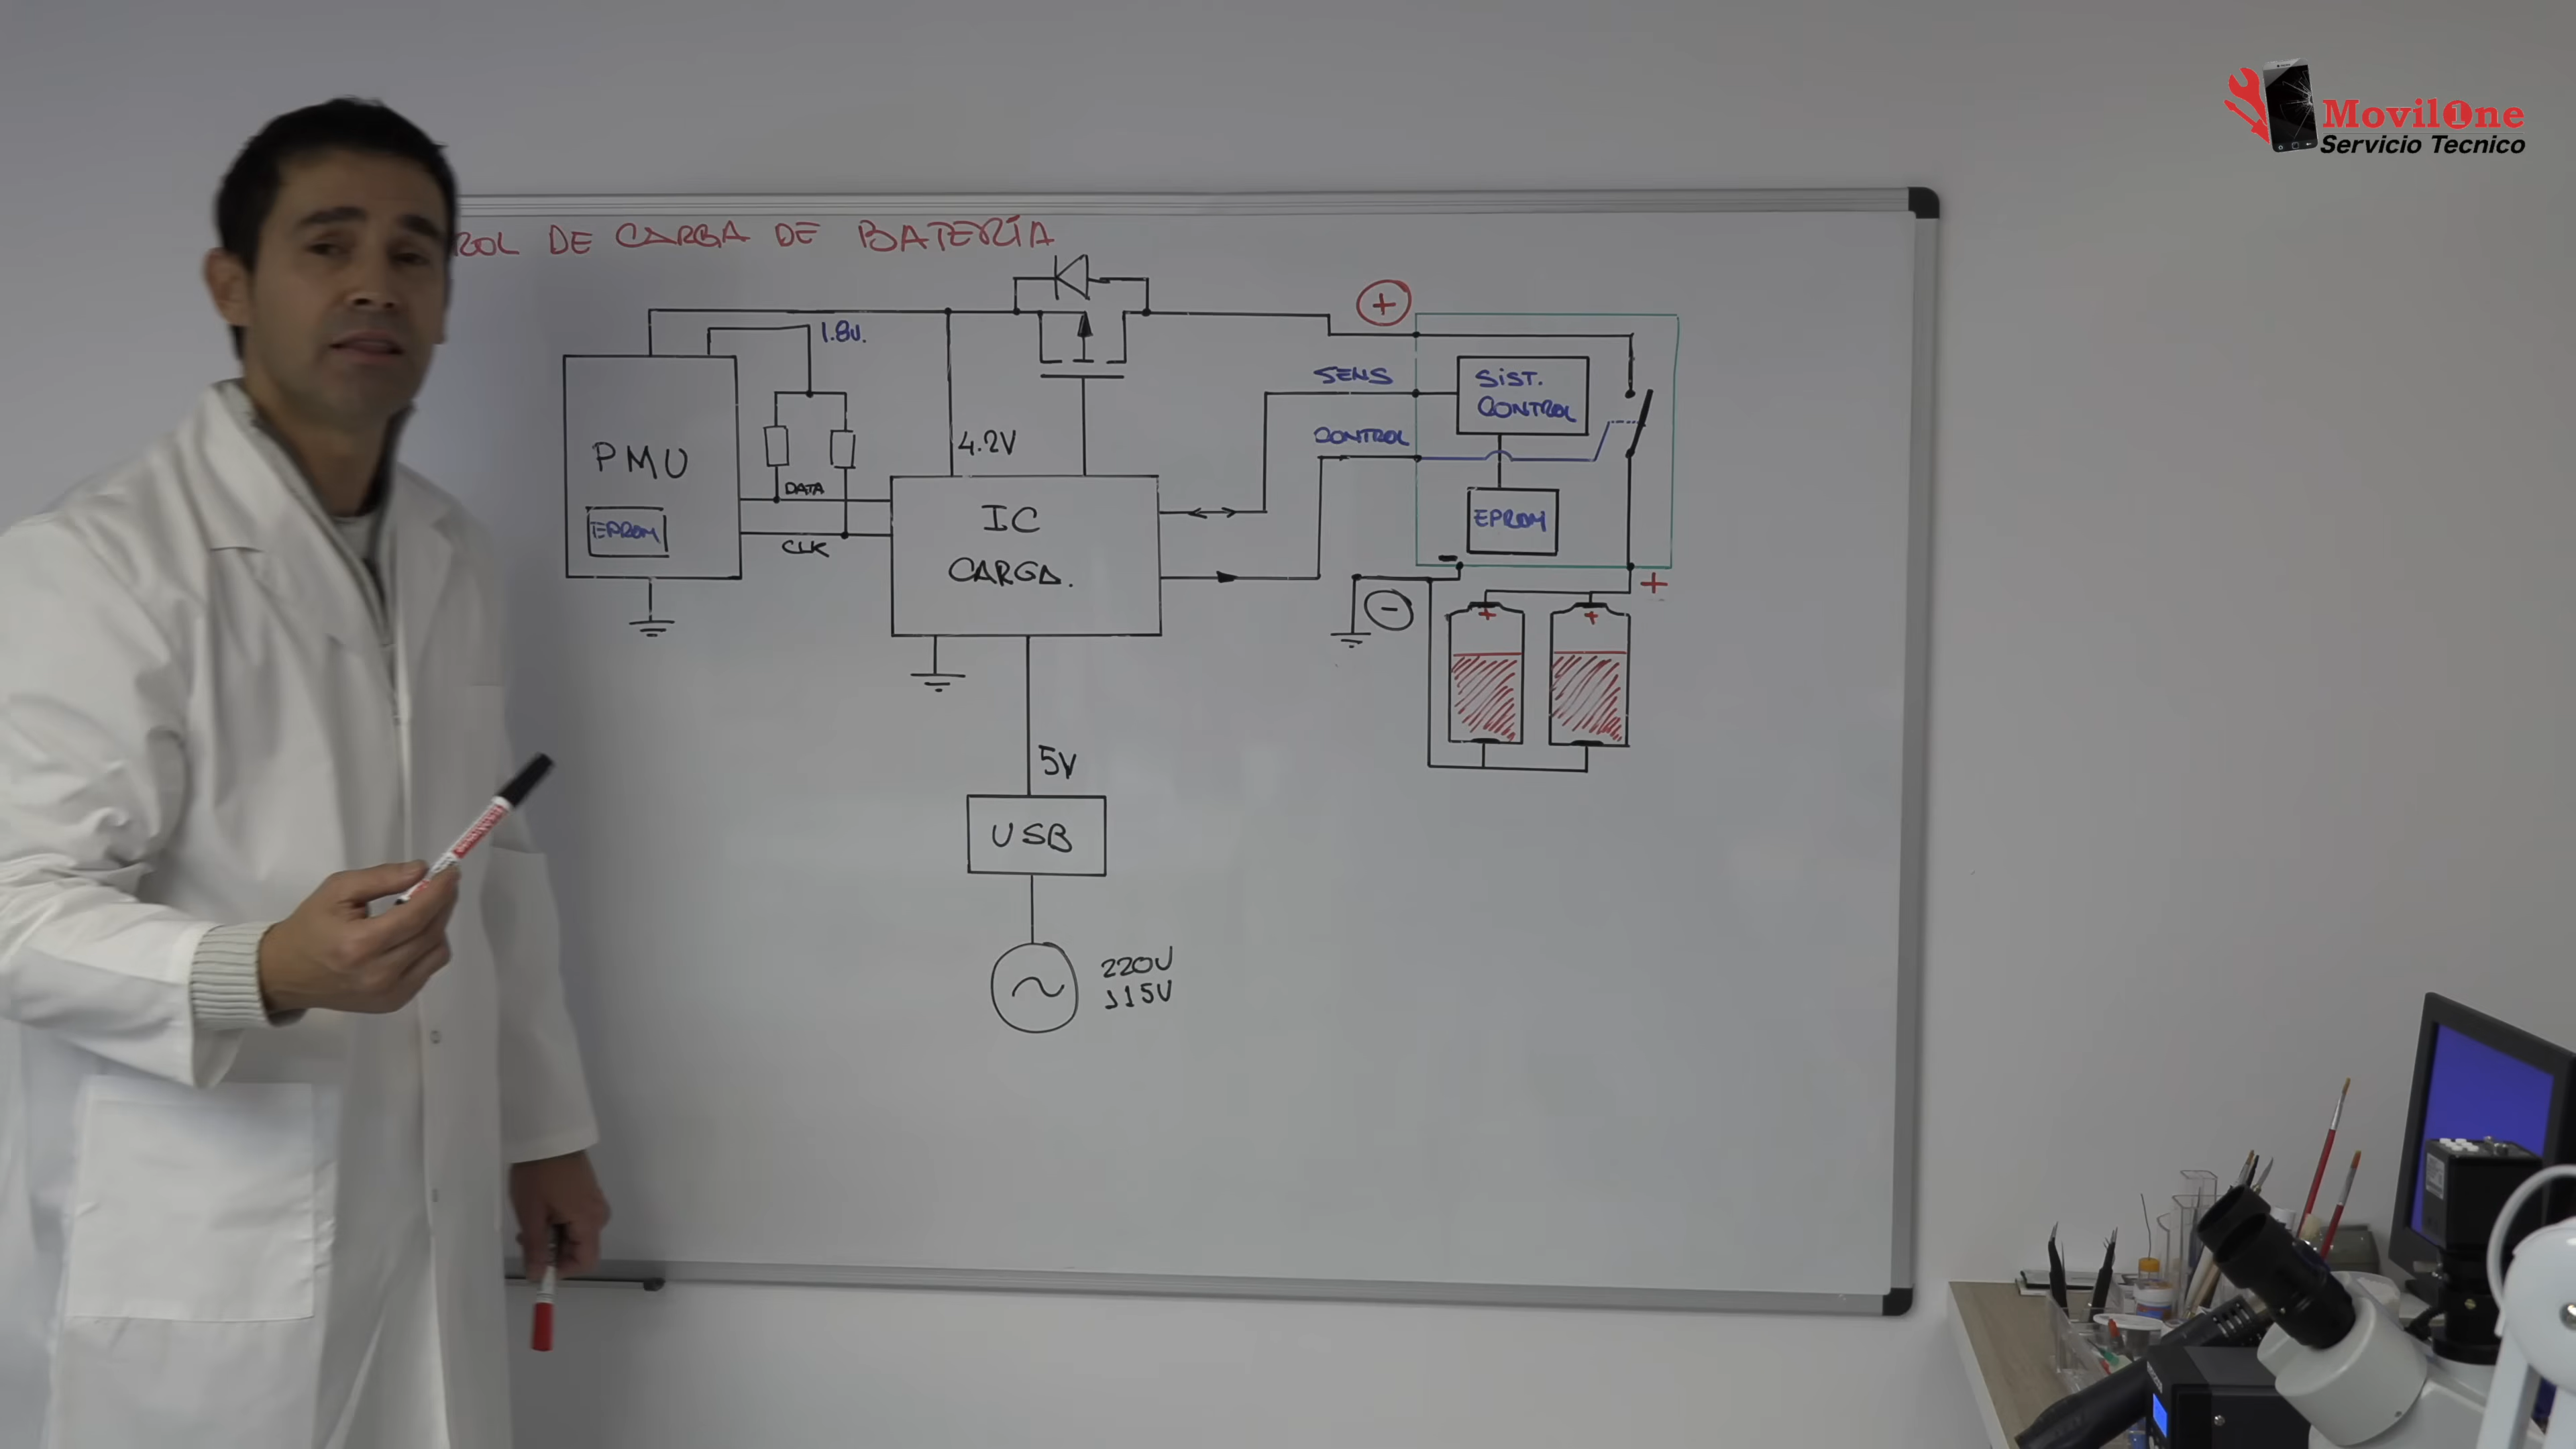 Movil1ne
Servicio Tecnico
ROL DE CARGA DE BATERÍA
1.8V.
+
SENS
SiST.
CONTROL
CONTROL
4.2V
PMU
DATA
EPROM
CLK
IC
CARGA.
EPROM
-
+
-
+
+
5V
USB
220V
115V